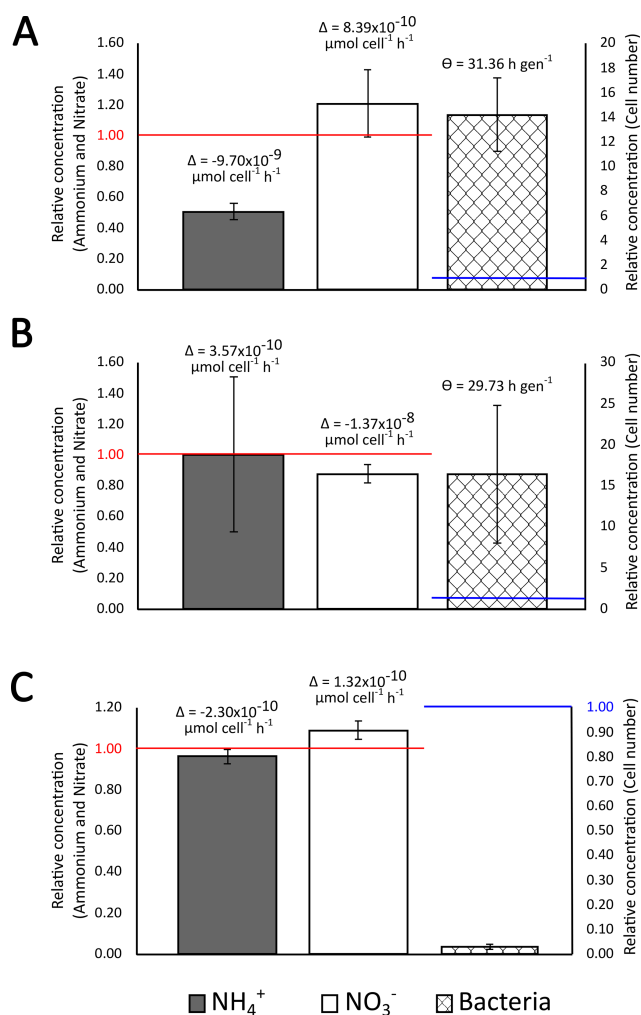 A
Δ = 8.39x10⁻¹⁰
μmol cell⁻¹ h⁻¹
Δ = -9.70x10⁻⁹
μmol cell⁻¹ h⁻¹
Ɵ = 31.36 h gen⁻¹
Relative concentration
(Ammonium and Nitrate)
1.60
1.40
1.20
1.00
0.80
0.60
0.40
0.20
0.00
20
18
16
14
12
10
8
6
4
2
0
Relative concentration (Cell number)
B
Δ = 3.57x10⁻¹⁰
μmol cell⁻¹ h⁻¹
Δ = -1.37x10⁻⁸
μmol cell⁻¹ h⁻¹
Ɵ = 29.73 h gen⁻¹
Relative concentration
(Ammonium and Nitrate)
1.60
1.40
1.20
1.00
0.80
0.60
0.40
0.20
0.00
30
25
20
15
10
5
0
Relative concentration (Cell number)
C
Δ = -2.30x10⁻¹⁰
μmol cell⁻¹ h⁻¹
Δ = 1.32x10⁻¹⁰
μmol cell⁻¹ h⁻¹
Relative concentration
(Ammonium and Nitrate)
1.20
1.00
0.80
0.60
0.40
0.20
0.00
1.00
0.90
0.80
0.70
0.60
0.50
0.40
0.30
0.20
0.10
0.00
Relative concentration (Cell number)
NH₄⁺ NO₃⁻ Bacteria